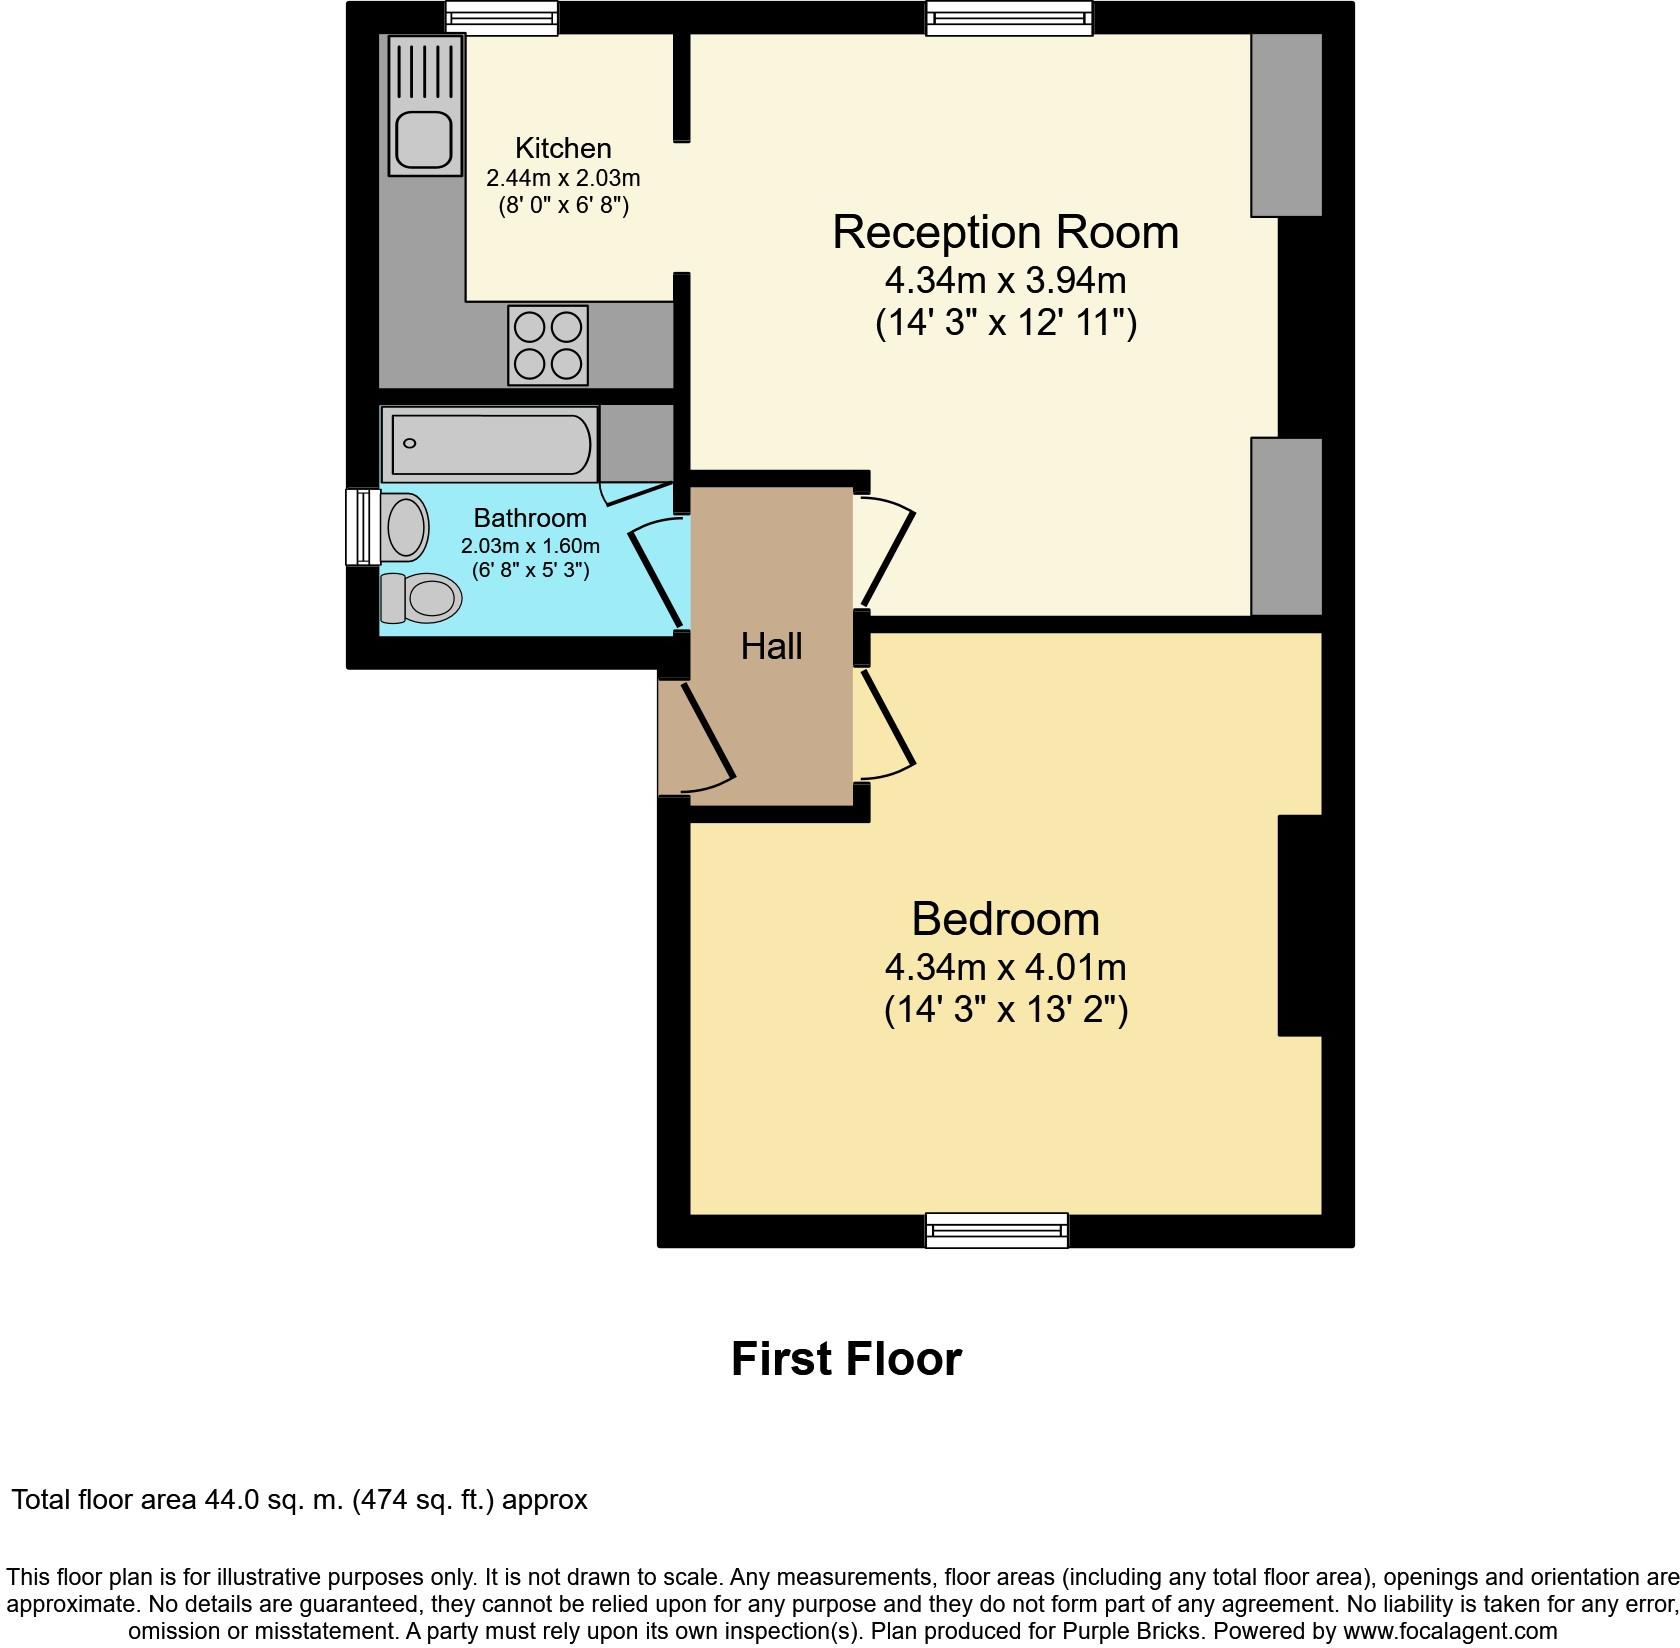 Kitchen
2.44m x 2.03m
(8' 0" x 6' 8")
Reception Room
4.34m x 3.94m
(14' 3" x 12' 11")
Bathroom
2.03m x 1.60m
(6' 8" x 5' 3")
Hall
Bedroom
4.34m x 4.01m
(14' 3" x 13' 2")
First Floor
Total floor area 44.0 sq. m. (474 sq. ft.) approx
This floor plan is for illustrative purposes only. It is not drawn to scale. Any measurements, floor areas (including any total floor area), openings and orientation are
approximate. No details are guaranteed, they cannot be relied upon for any purpose and they do not form part of any agreement. No liability is taken for any error,
omission or misstatement. A party must rely upon its own inspection(s). Plan produced for Purple Bricks. Powered by www.focalagent.com